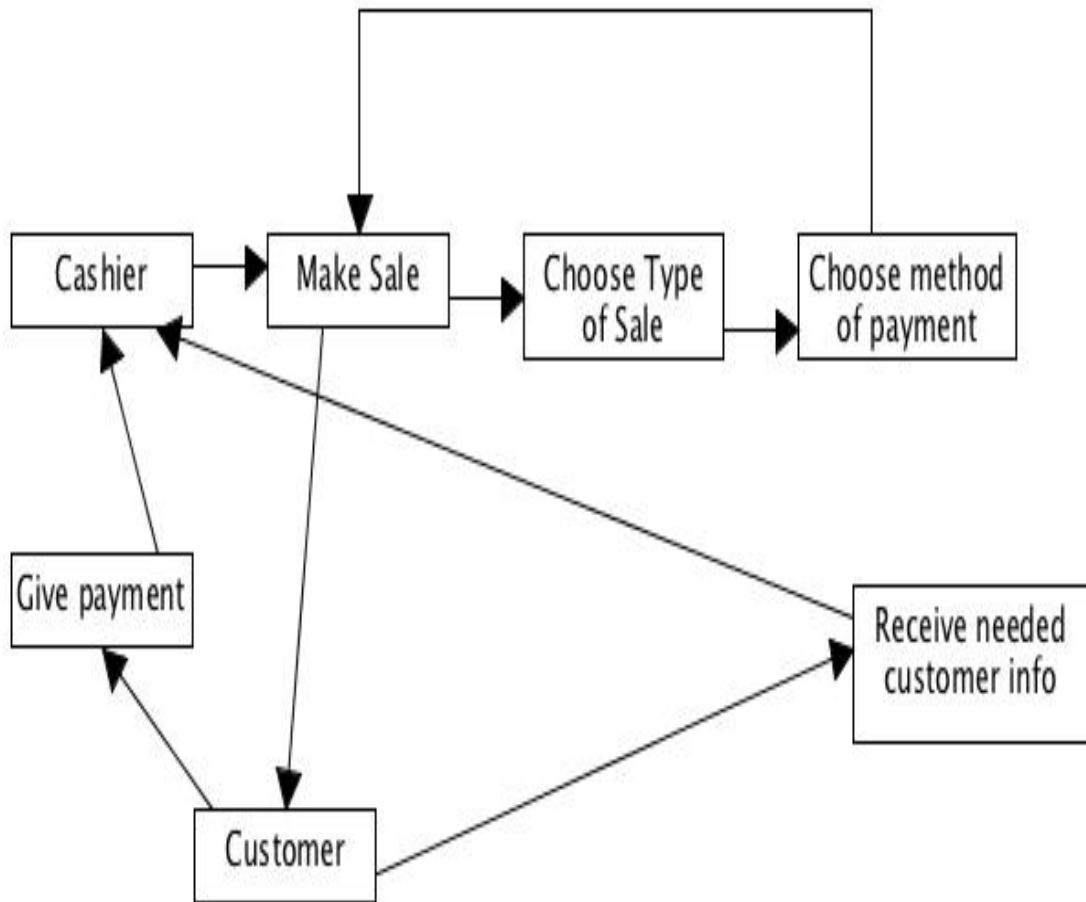 Cashier
Make Sale
Choose Type
of Sale
Choose method
of payment
Give payment
Receive needed
customer info
Customer